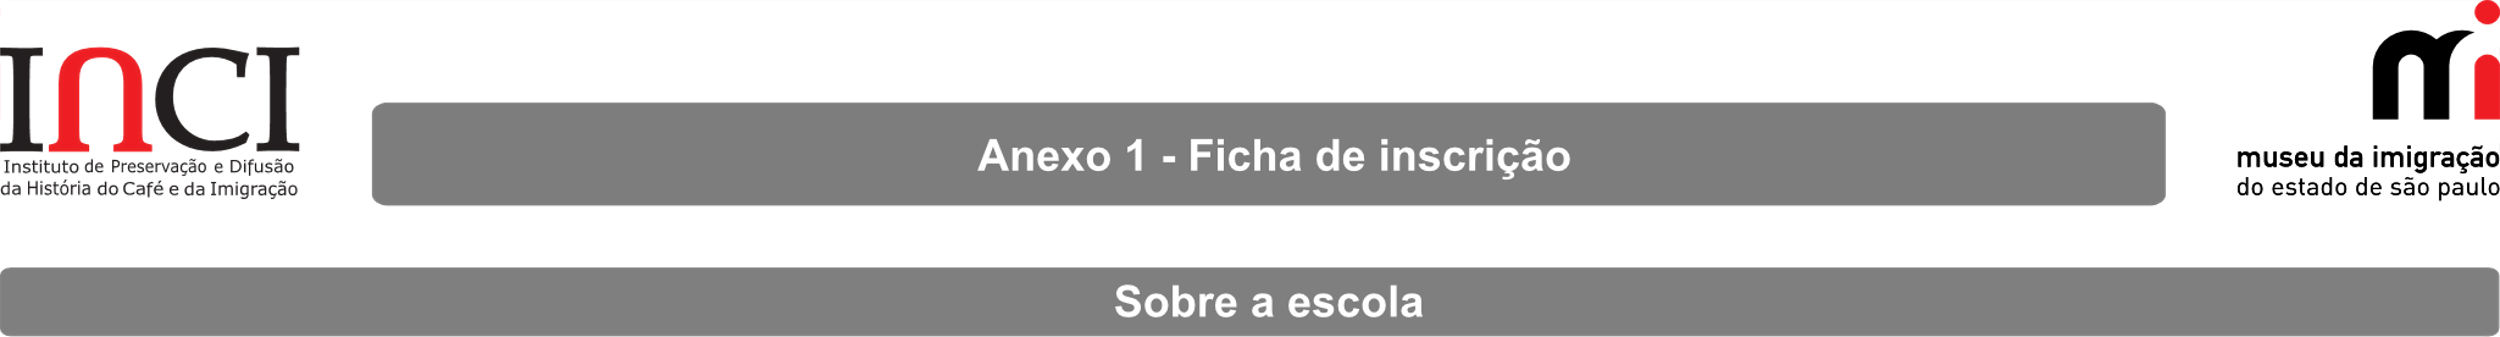 INCI
Instituto de Preservação e Difusão
da História do Café e da Imigração
Anexo 1 - Ficha de inscrição
mi
museu da imigração
do estado de são paulo
Sobre a escola